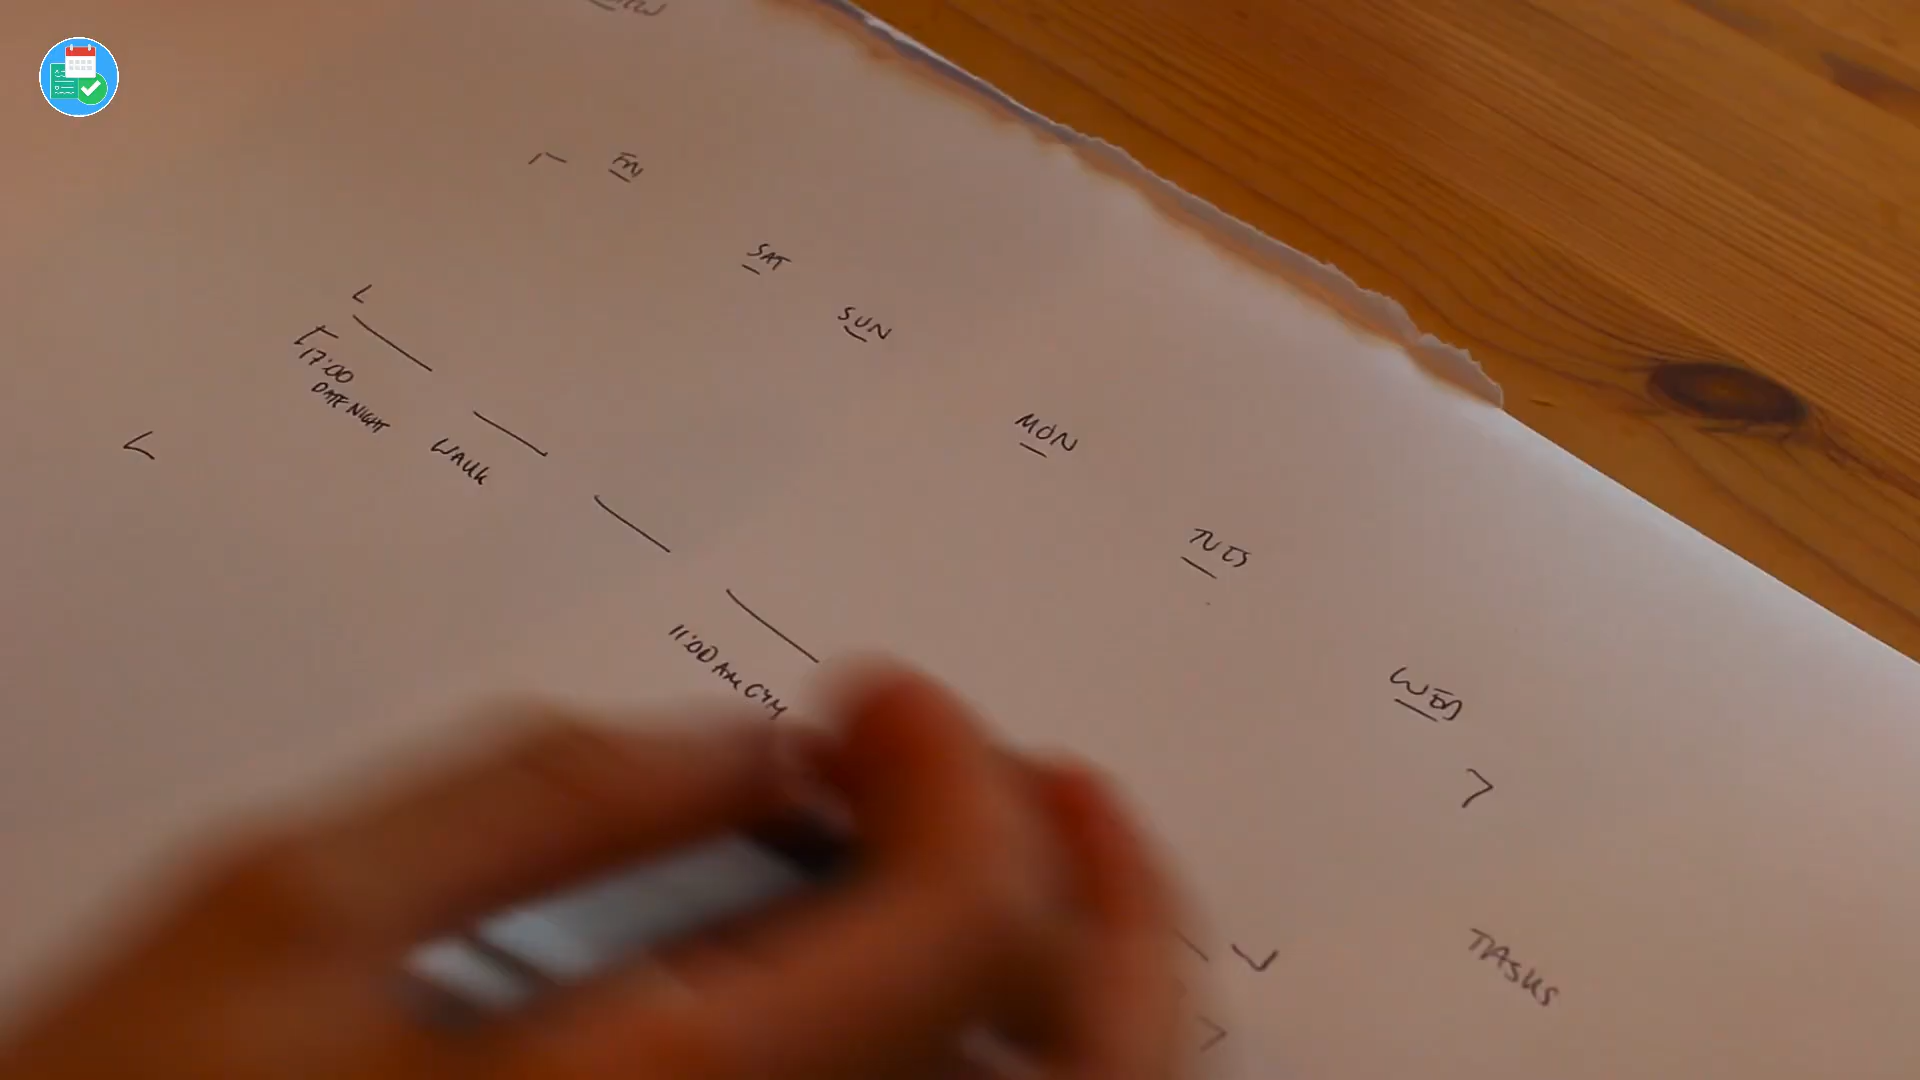 FRI
SAT
SUN
MON
TUES
WED
17:00
DATE NIGHT
WALK
11:00 AM GYM
TASKS